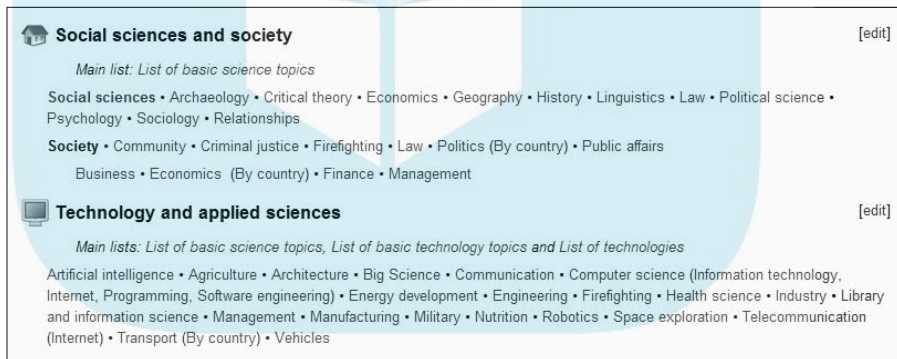 Social sciences and society [edit]
Main list: List of basic science topics
Social sciences • Archaeology • Critical theory • Economics • Geography • History • Linguistics • Law • Political science •
Psychology • Sociology • Relationships
Society • Community • Criminal justice • Firefighting • Law • Politics (By country) • Public affairs
Business • Economics (By country) • Finance • Management
Technology and applied sciences [edit]
Main lists: List of basic science topics, List of basic technology topics and List of technologies
Artificial intelligence • Agriculture • Architecture • Big Science • Communication • Computer science (Information technology,
Internet, Programming, Software engineering) • Energy development • Engineering • Firefighting • Health science • Industry • Library
and information science • Management • Manufacturing • Military • Nutrition • Robotics • Space exploration • Telecommunication
(Internet) • Transport (By country) • Vehicles